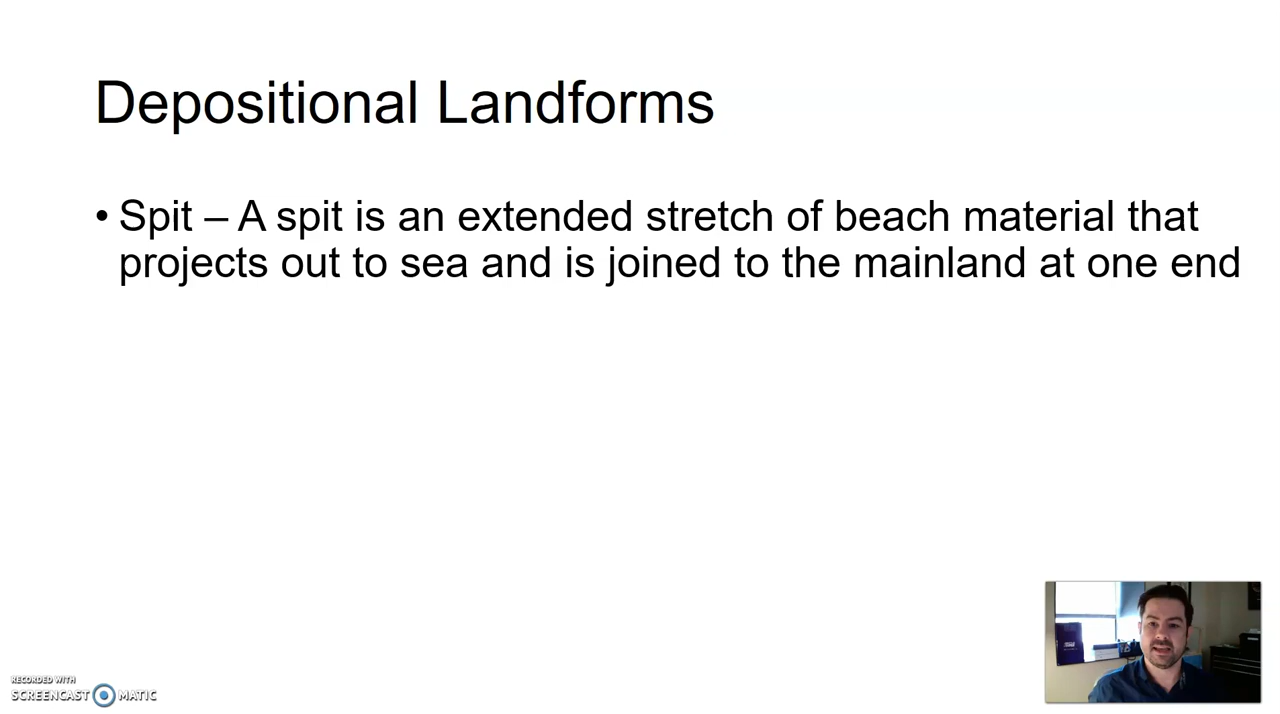 Depositional Landforms
• Spit – A spit is an extended stretch of beach material that
projects out to sea and is joined to the mainland at one end
RECORDED WITH
SCREENCAST MATIC